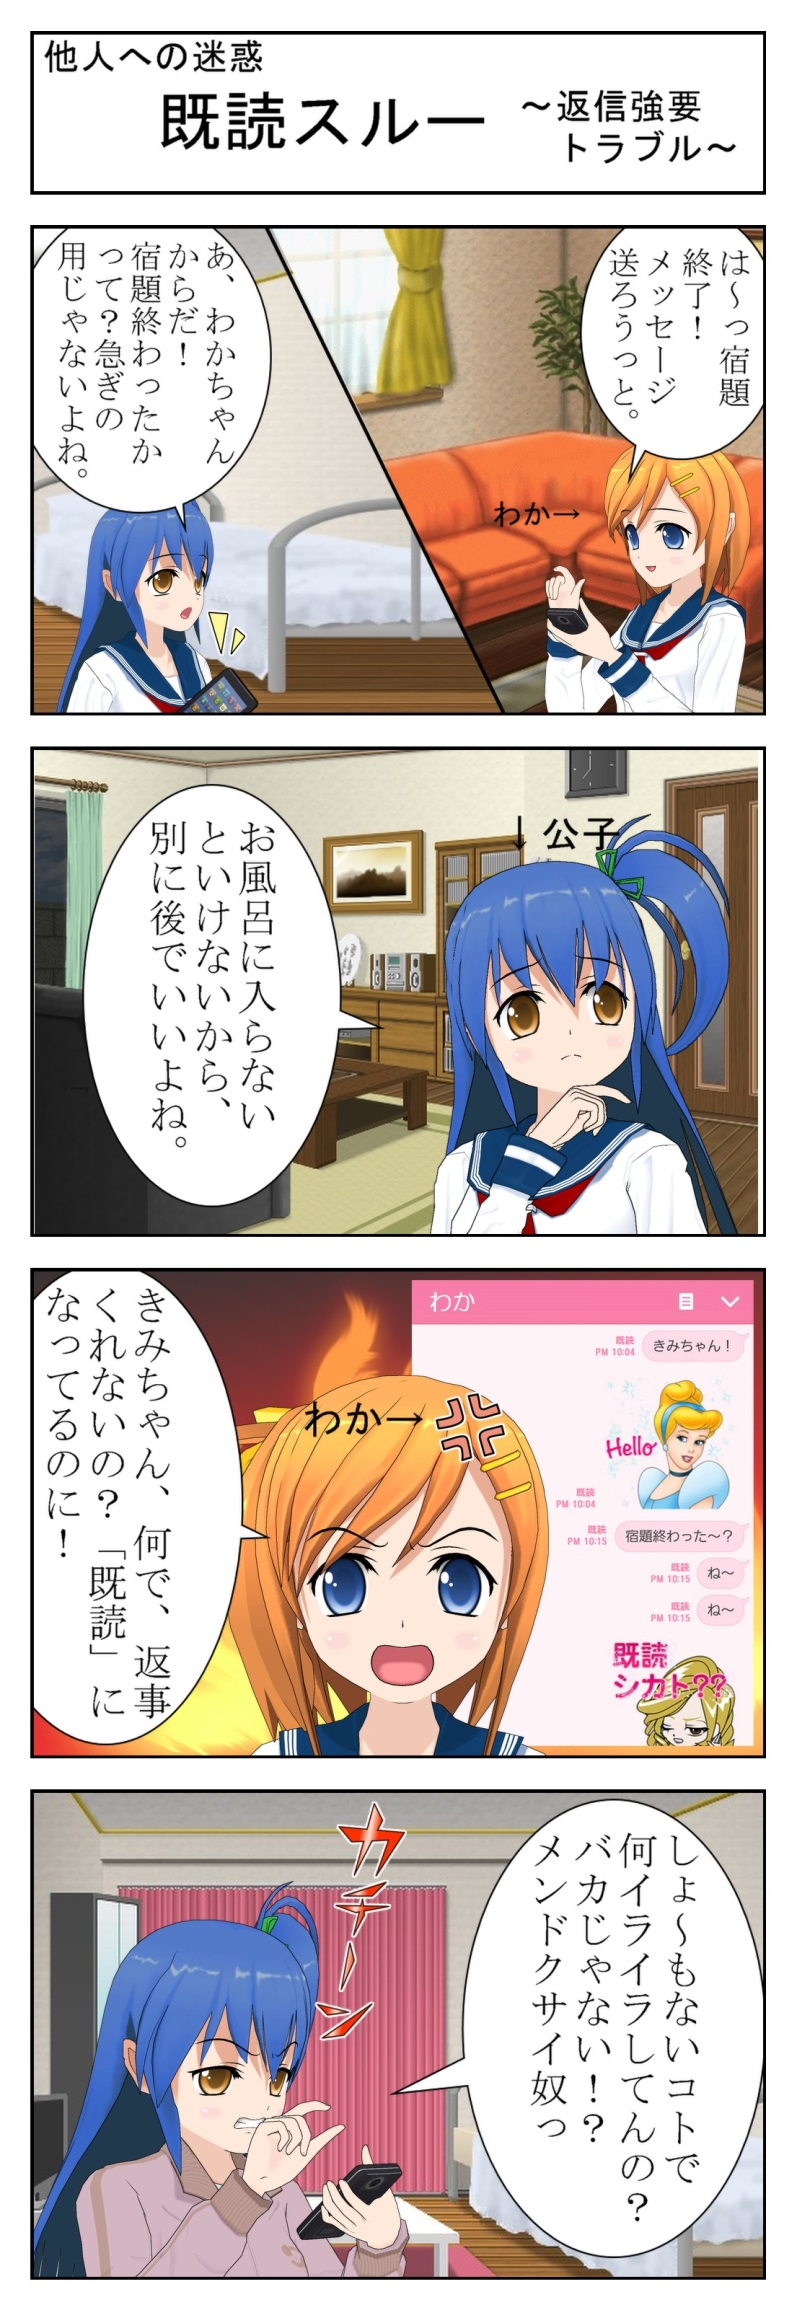 他人への迷惑
既読スルー
～返信強要
トラブル～
は～っ宿題
終了！
メッセージ
送ろうっと。
わか→
あ、わかちゃん
からだ！
宿題終わったか
って？急ぎの
用じゃないよね。
↓公子
お風呂に入らない
といけないから、
別に後でいいよね。
わか
既読
PM 10:04
きみちゃん！
Hello
既読
PM 10:04
既読
PM 10:15
宿題終わった～？
既読
PM 10:15
ね～
既読
PM 10:15
ね～
既読
シカト??
わか→
きみちゃん、何で、返事
くれないの？「既読」に
なってるのに！
しょ～もないコトで
何イライラしてんの？
バカじゃない！？
メンドクサイ奴っ
カチーン